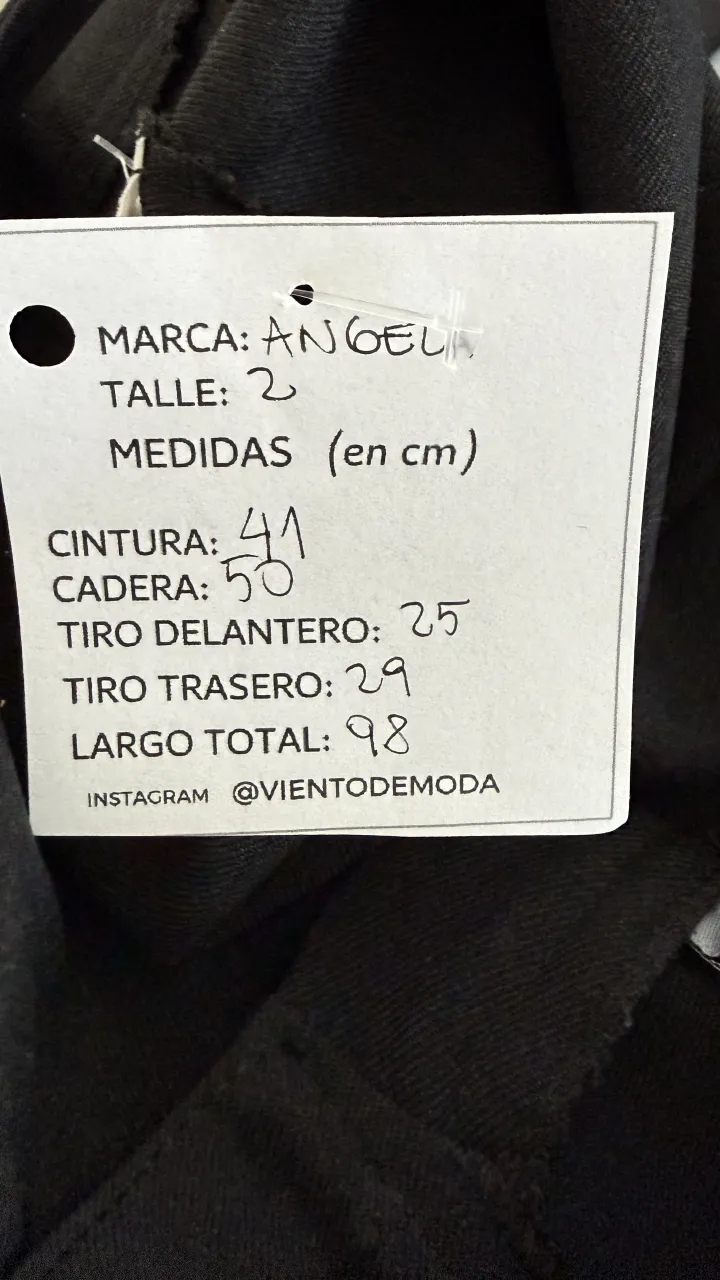 MARCA: ANGELA
TALLE: 2
MEDIDAS (en cm)
CINTURA: 41
CADERA: 50
TIRO DELANTERO: 25
TIRO TRASERO: 29
LARGO TOTAL: 98
INSTAGRAM @VIENTODEMODA